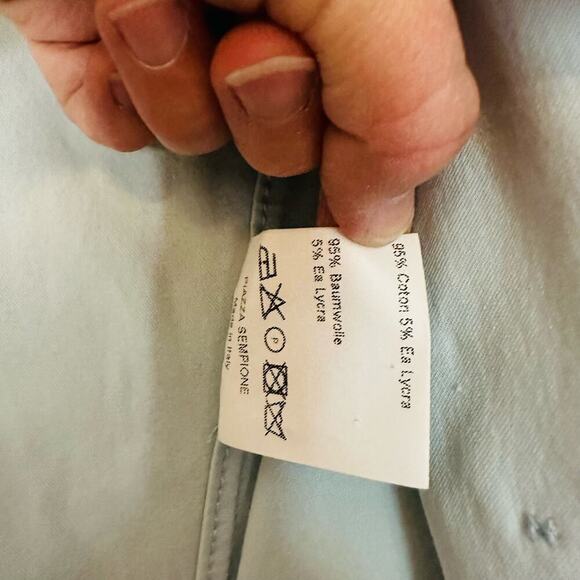 95% Coton 5% Ea Lycra
95% Baumwolle
5% Ea Lycra
P
PIAZZA SEMPIONE
Made in Italy